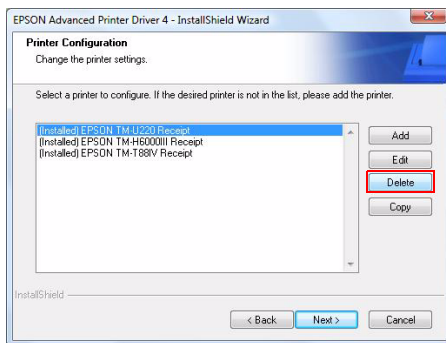 EPSON Advanced Printer Driver 4 - InstallShield Wizard
Printer Configuration
Change the printer settings.
Select a printer to configure. If the desired printer is not in the list, please add the printer.
(Installed) EPSON TM-U220 Receipt
(Installed) EPSON TM-H6000III Receipt
(Installed) EPSON TM-T88IV Receipt
Add
Edit
Delete
Copy
InstallShield
< Back
Next >
Cancel